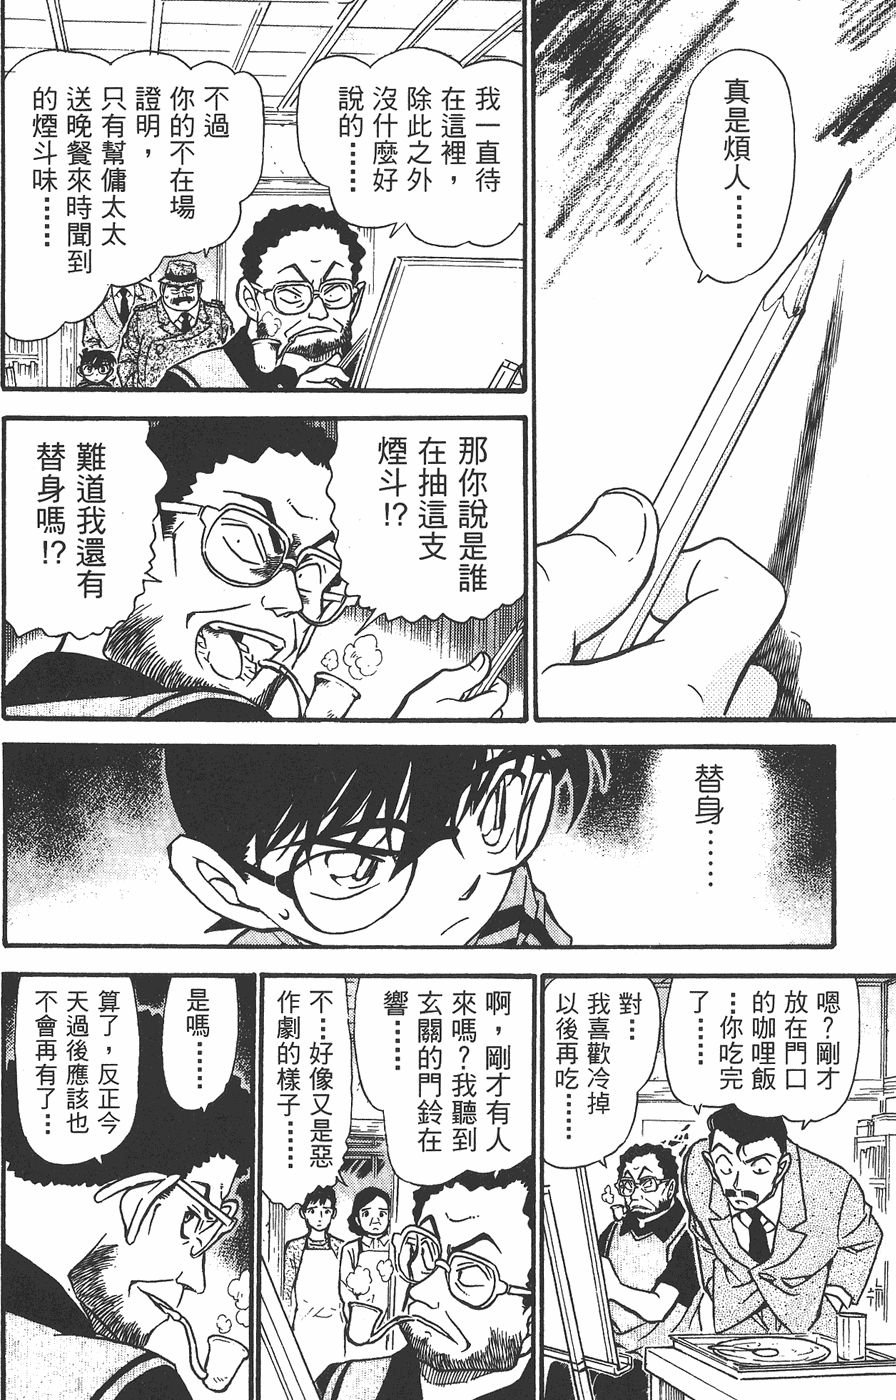 真是煩人……
我一直待
在這裡，
除此之外
沒什麼好
說的……
不過
你的不在場
證明，
只有幫傭太太
送晚餐來時聞到
的煙斗味……
那你說是誰
在抽這支
煙斗!?
難道我還有
替身嗎!?
替身……
嗯?剛才
放在門口
的咖哩飯
…你吃完
了…
對…
我喜歡冷掉
以後再吃……
啊，剛才有人
來嗎?我聽到
玄關的門鈴在
響……
不…好像又是惡
作劇的樣子……
是嗎……
算了，反正今
天過後應該也
不會再有了…